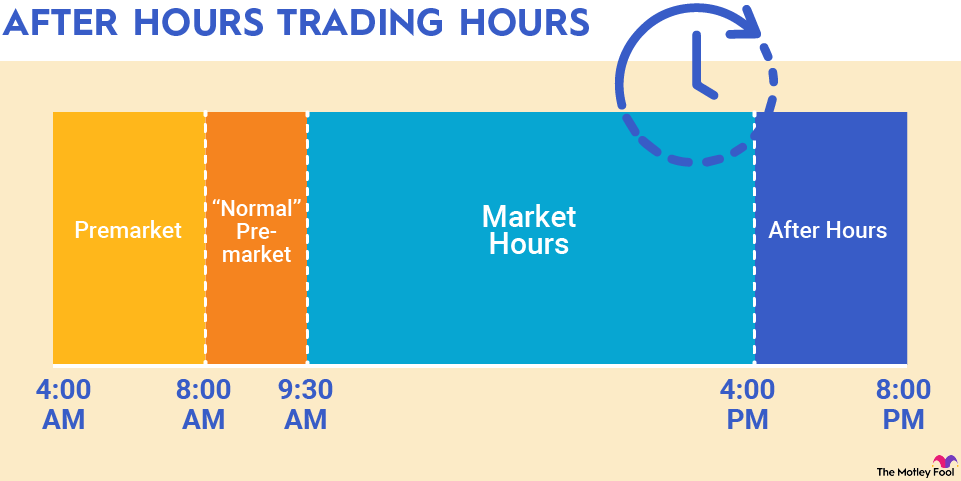 AFTER HOURS TRADING HOURS
Premarket
“Normal”
Pre-
market
Market
Hours
After Hours
4:00
AM
8:00
AM
9:30
AM
4:00
PM
8:00
PM
The Motley Fool